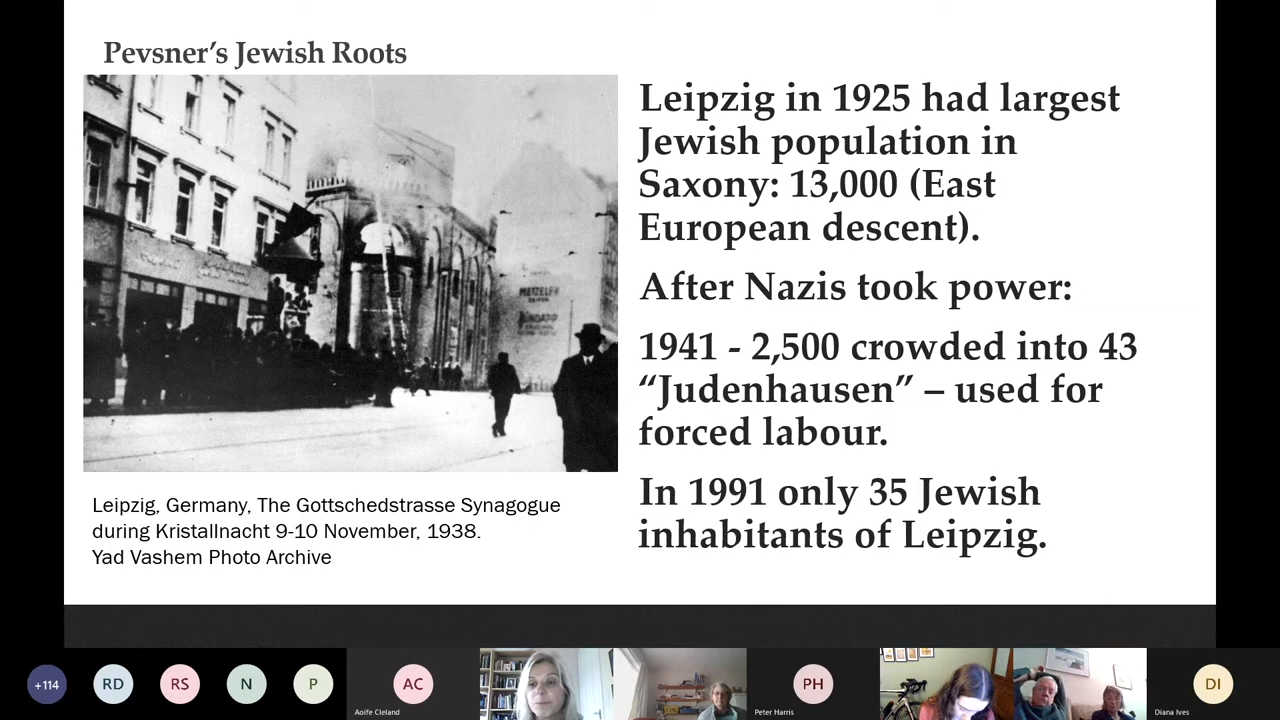 Pevsner’s Jewish Roots
Leipzig in 1925 had largest
Jewish population in
Saxony: 13,000 (East
European descent).
After Nazis took power:
1941 - 2,500 crowded into 43
“Judenhausen” – used for
forced labour.
In 1991 only 35 Jewish
inhabitants of Leipzig.
METZELER
Leipzig, Germany, The Gottschedstrasse Synagogue
during Kristallnacht 9-10 November, 1938.
Yad Vashem Photo Archive
+114
RD
RS
N
P
AC
Aoife Cleland
PH
Peter Harris
DI
Diana Ives